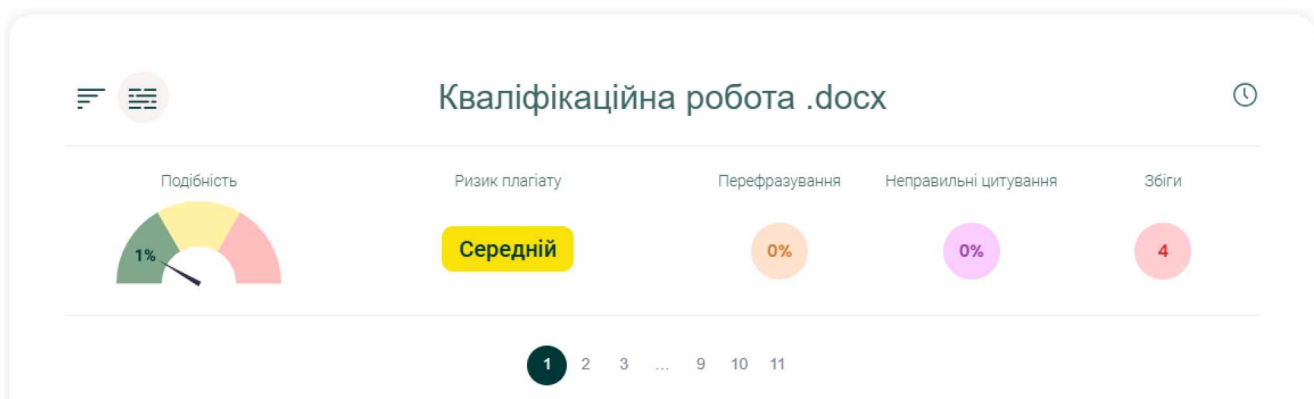 Кваліфікаційна робота .docx
Подібність Ризик плагіату Перефразування Неправильні цитування Збіги
1% Середній 0% 0% 4
1 2 3 ... 9 10 11